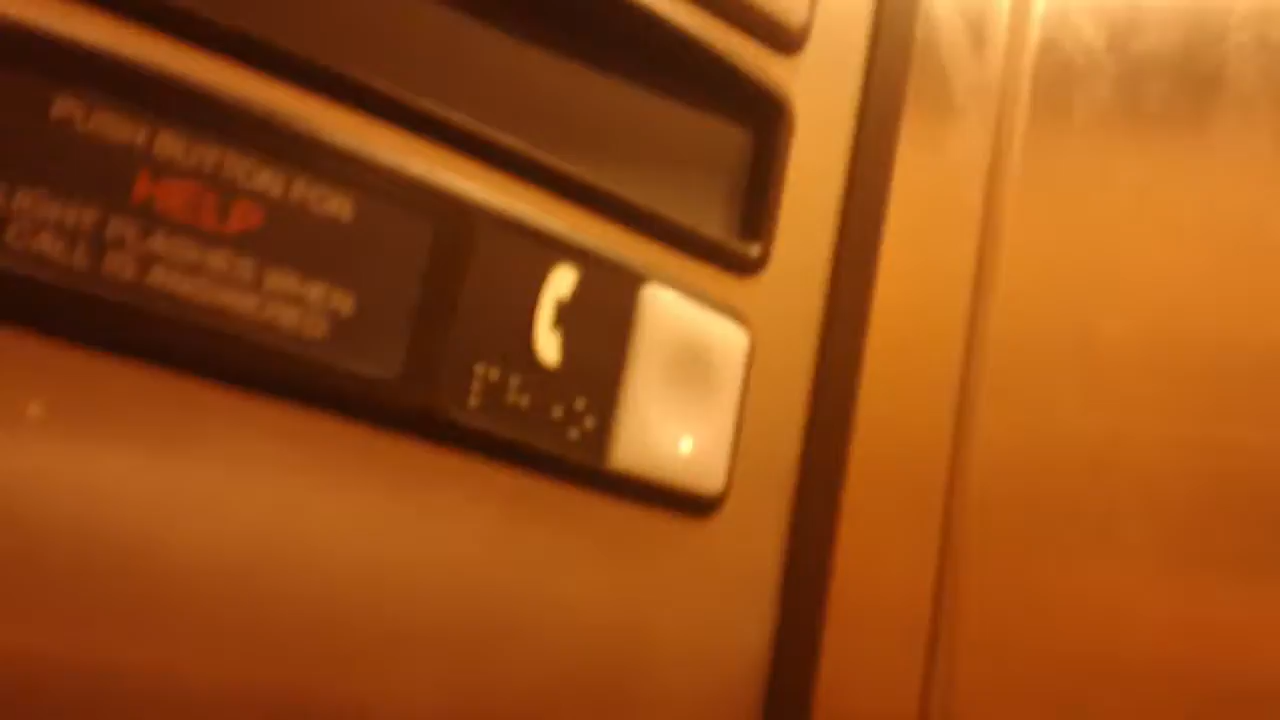 PUSH BUTTON FOR
HELP
LIGHT FLASHES WHEN
CALL IS ANSWERED